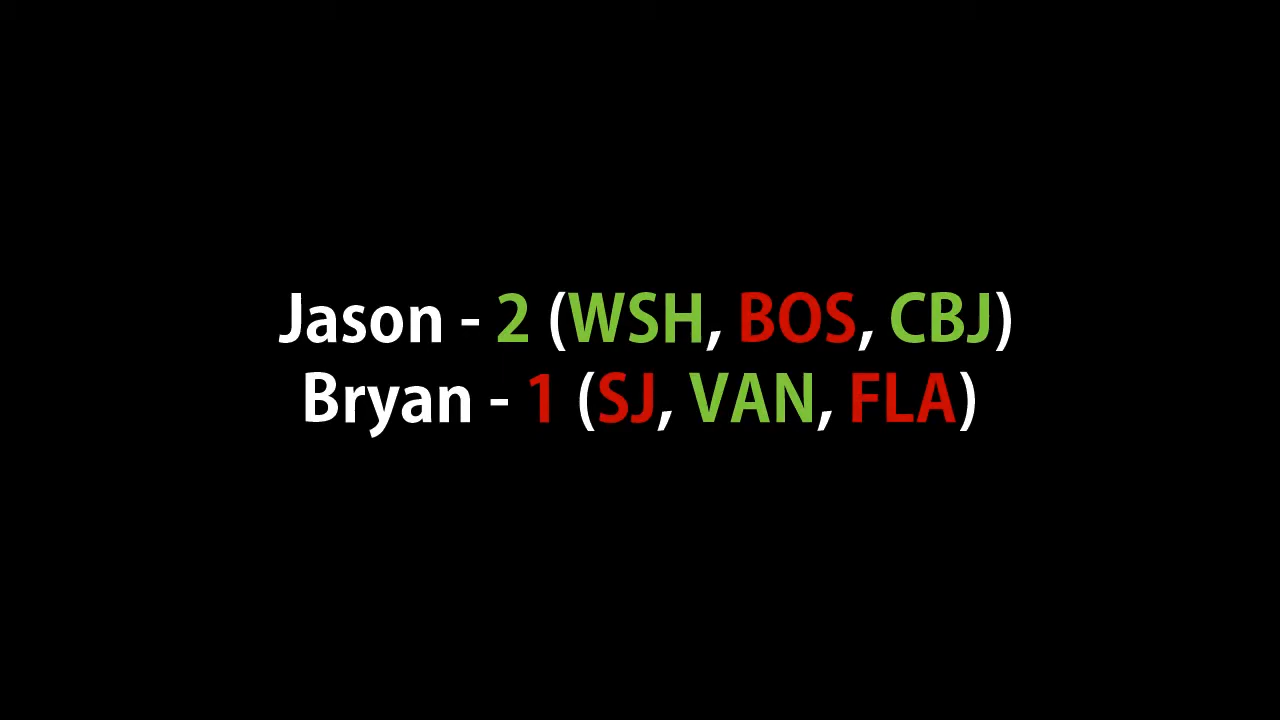 Jason - 2 (WSH, BOS, CBJ)
Bryan - 1 (SJ, VAN, FLA)